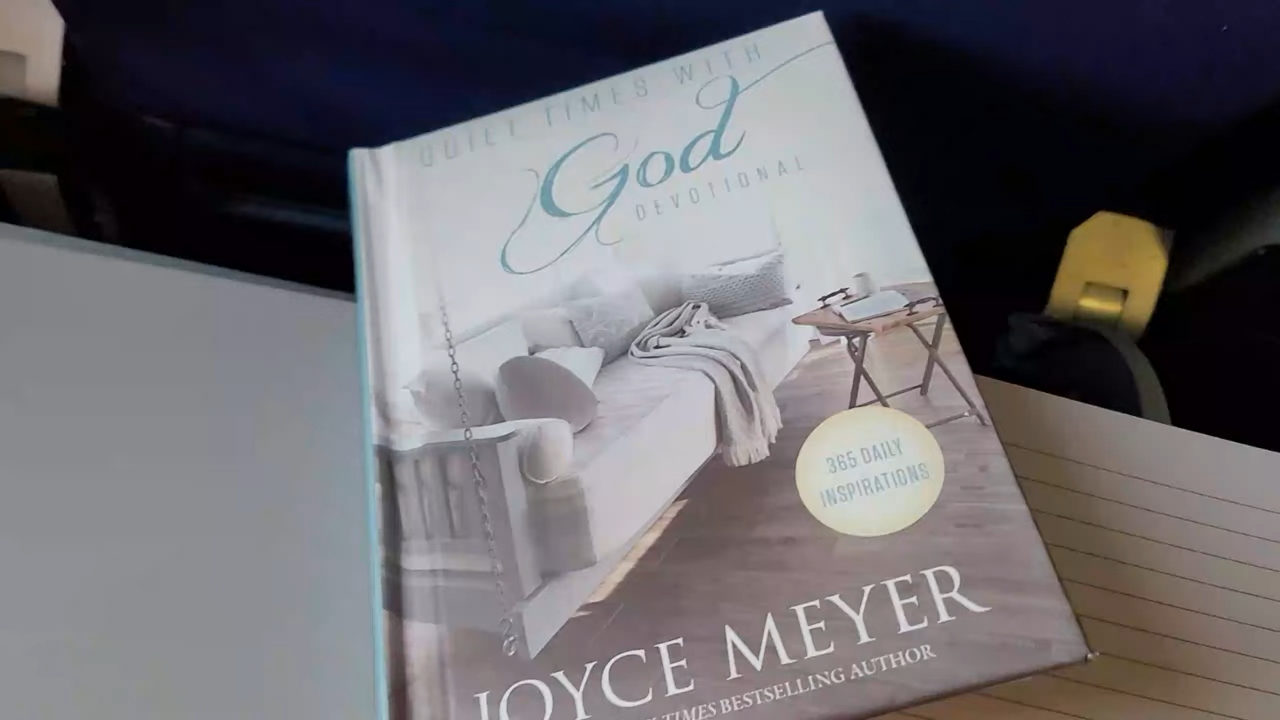 QUIET TIMES WITH
God
DEVOTIONAL
365 DAILY
INSPIRATIONS
JOYCE MEYER
TIMES BESTSELLING AUTHOR